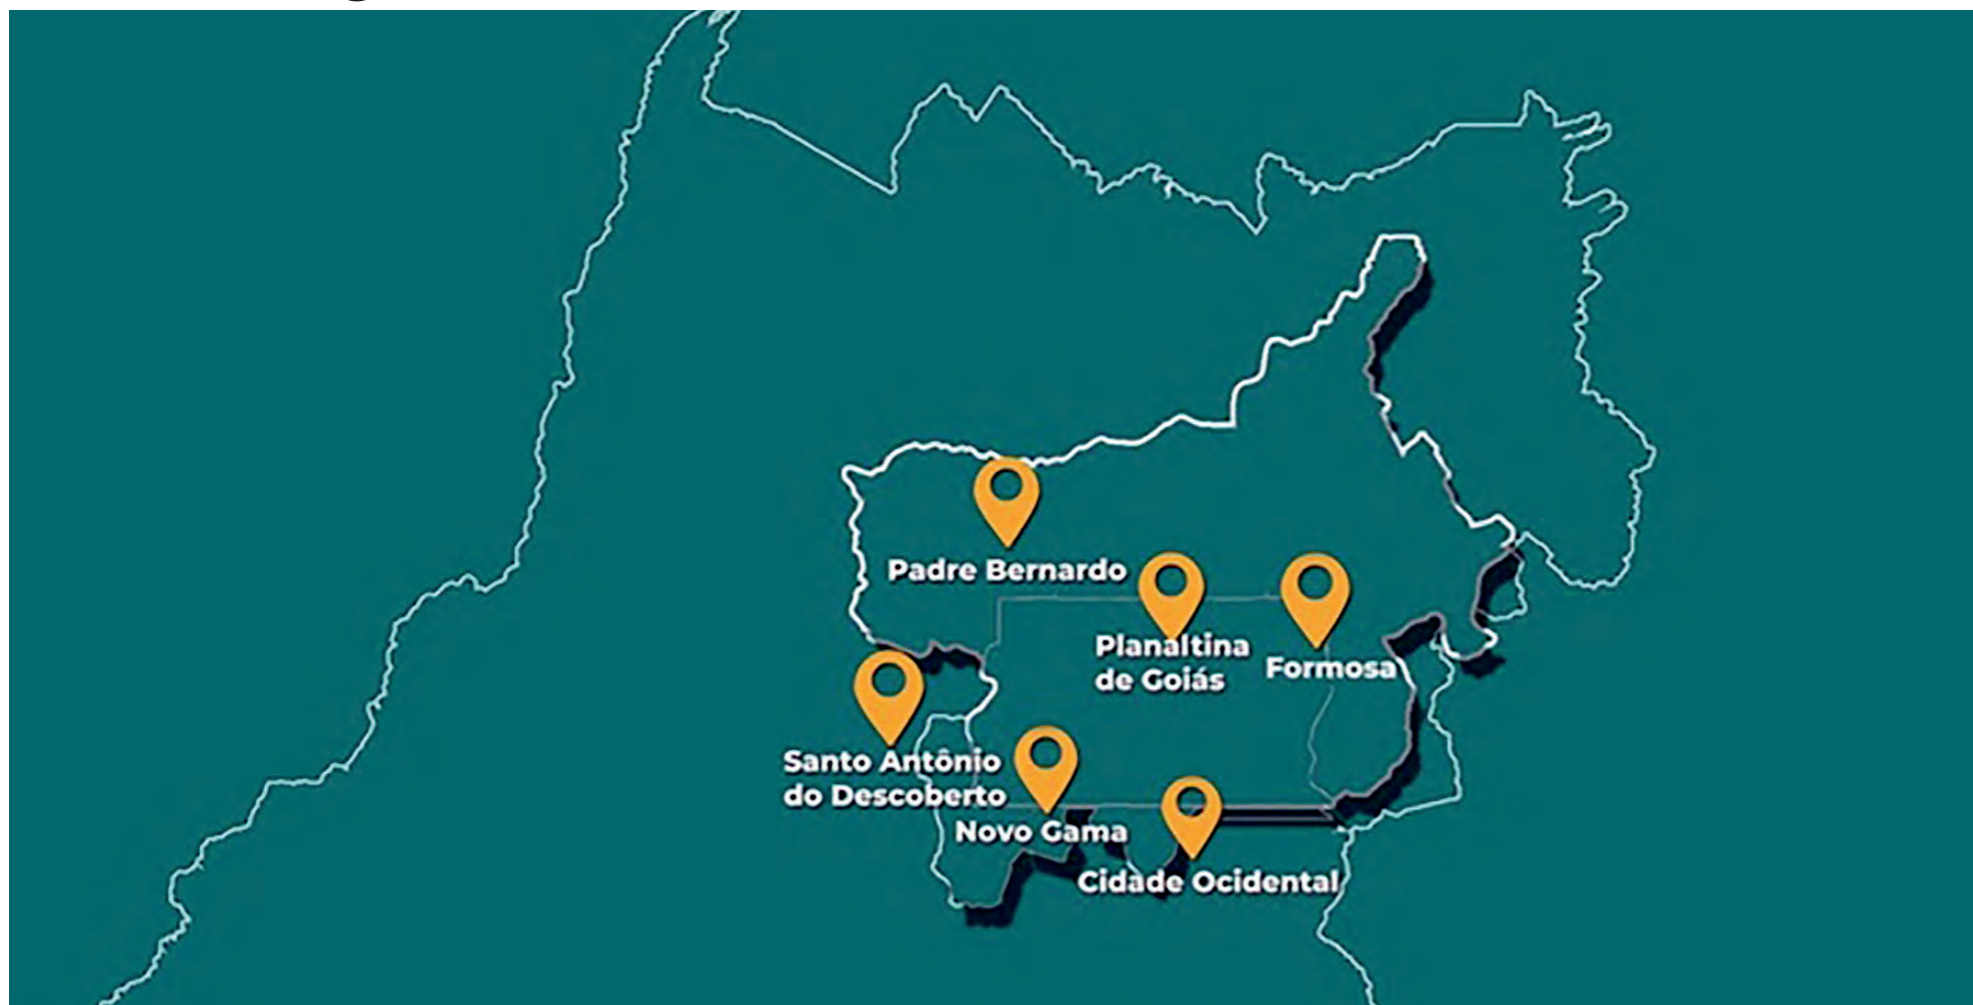 Padre Bernardo
Planaltina
de Goiás
Formosa
Santo Antônio
do Descoberto
Novo Gama
Cidade Ocidental